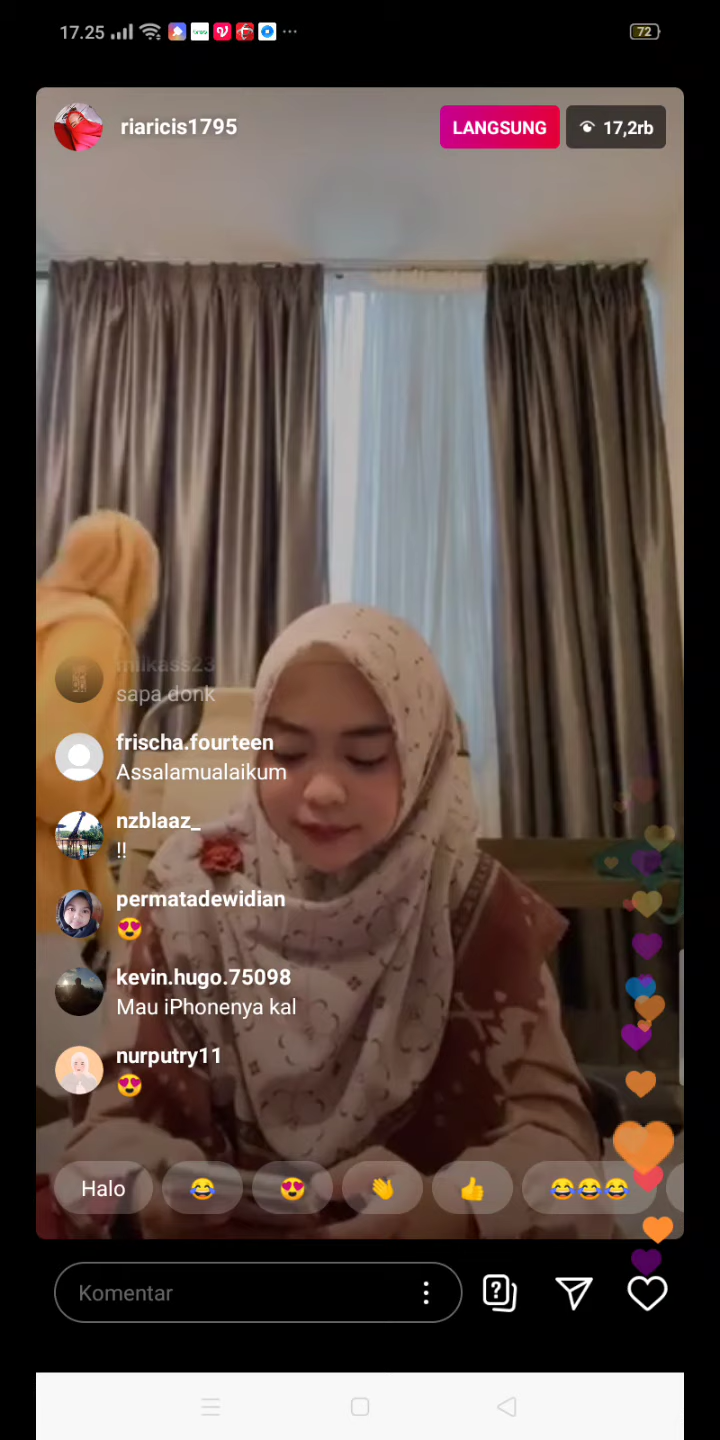 17.25
72
riaricis1795
LANGSUNG
17,2rb
milkass23
sapa donk
frischa.fourteen
Assalamualaikum
nzblaaz_
!!
permatadewidian
😍
kevin.hugo.75098
Mau iPhonenya kal
nurputry11
😍
Halo 😂 😍 👋 👍 😂😂😂
Komentar